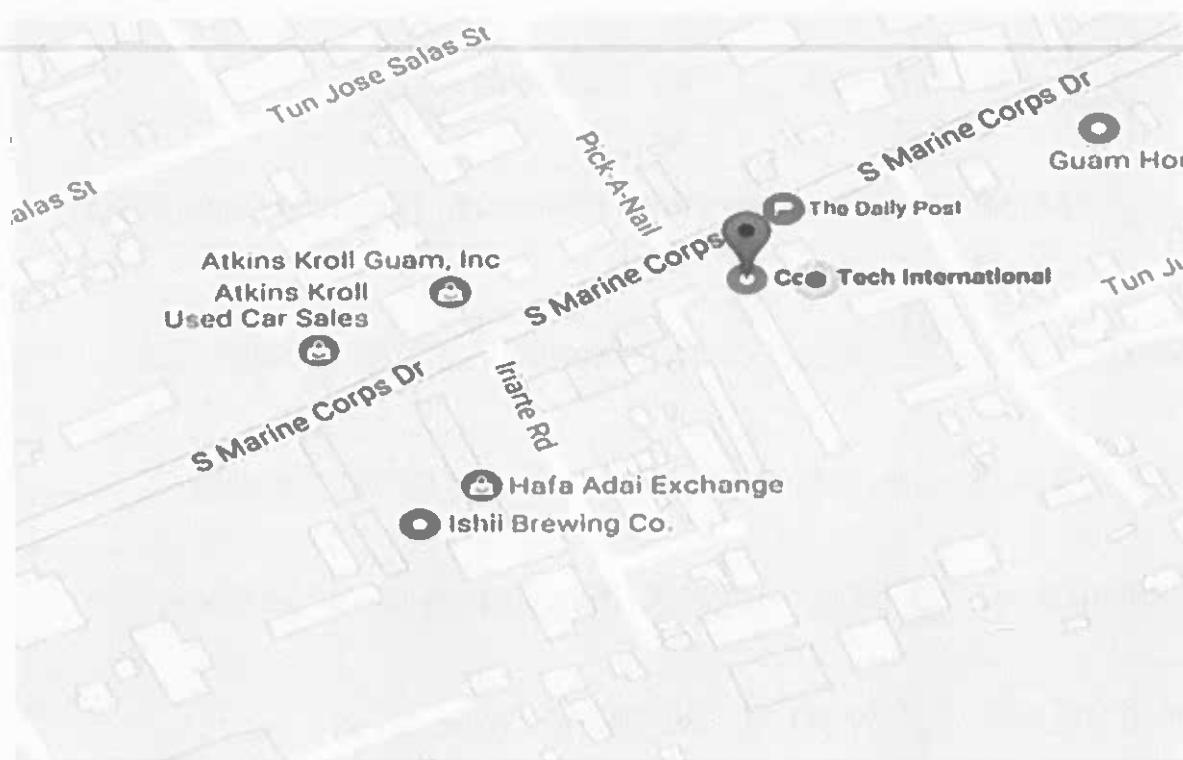 Tun Jose Salas St
S Marine Corps Dr
Guam Hor
Pick-A-Nail
alas St
The Daily Post
S Marine Corps
Atkins Kroll Guam, Inc
Tech International
Tun Ju
Atkins Kroll
Used Car Sales
S Marine Corps Dr
Iriarte Rd
Hafa Adai Exchange
Ishii Brewing Co.